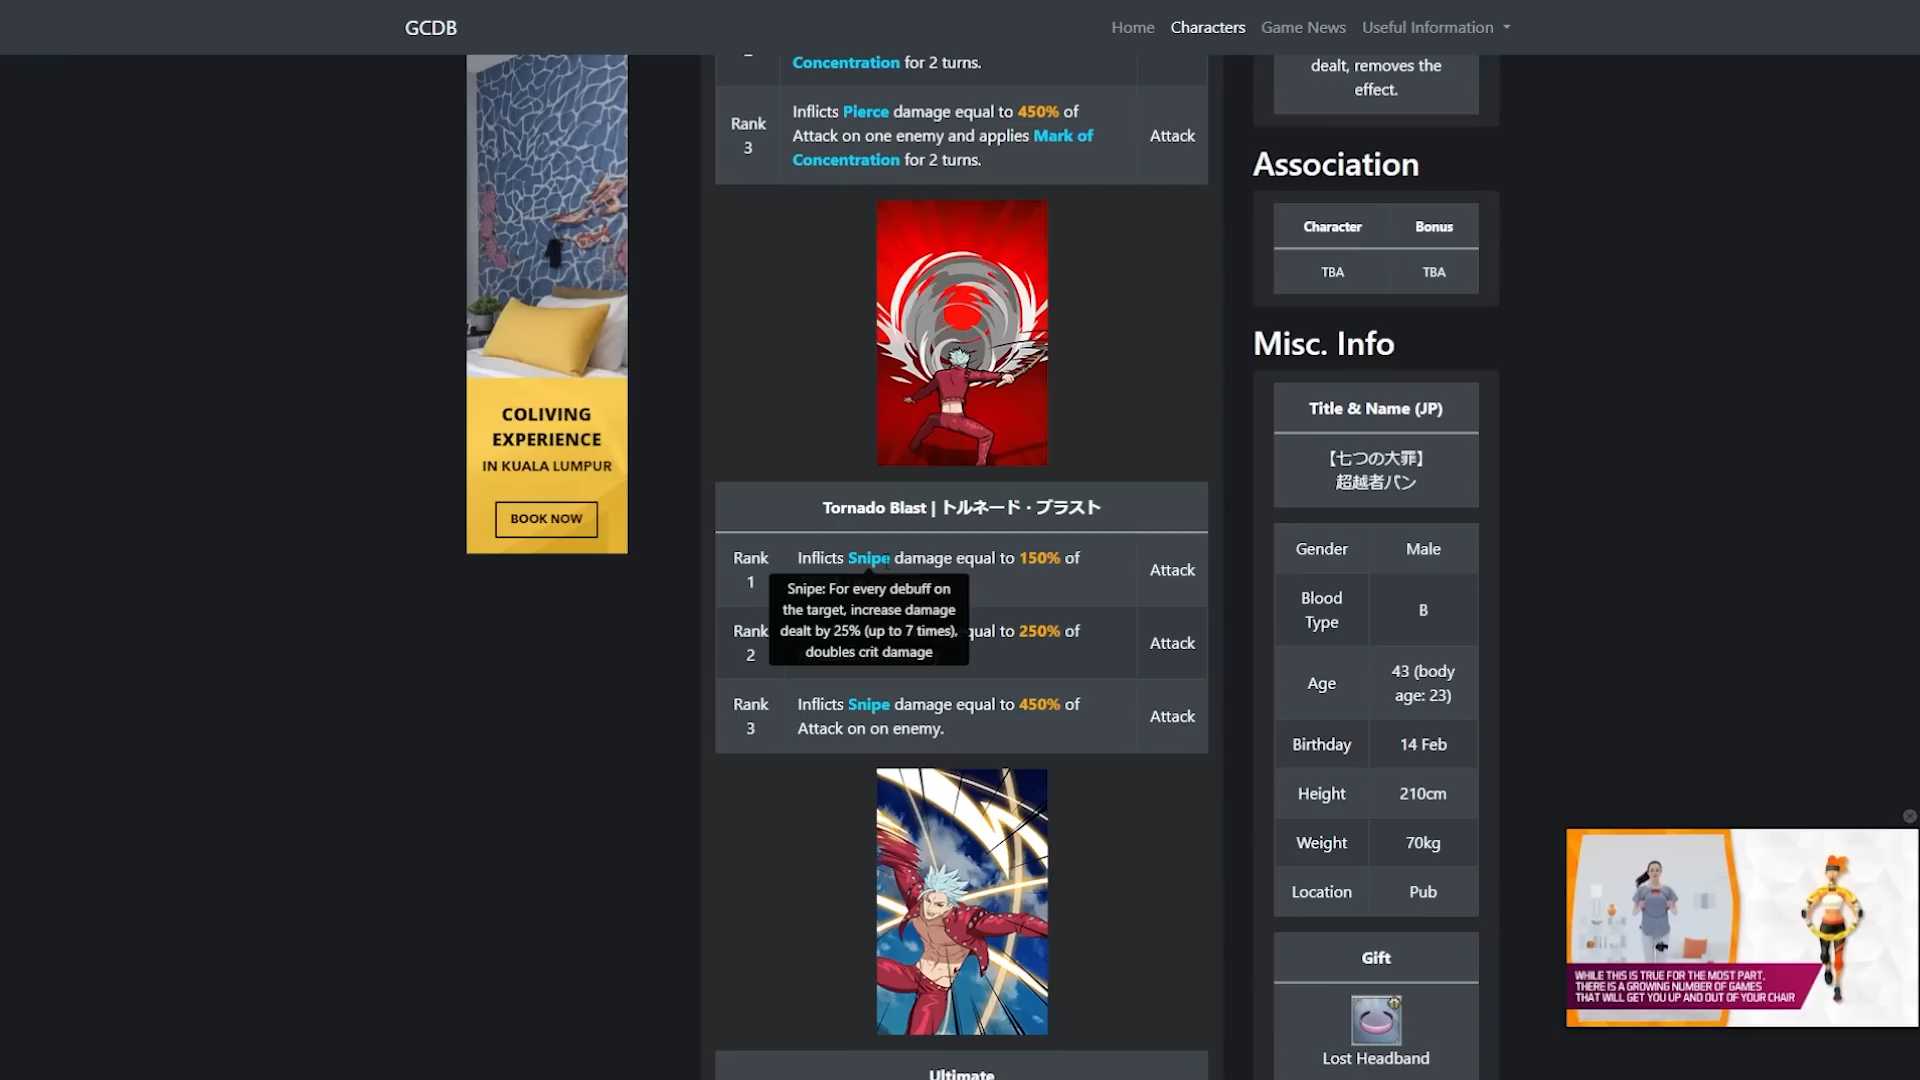 GCDB
Home
Characters
Game News
Useful Information
COLIVING
EXPERIENCE
IN KUALA LUMPUR
BOOK NOW
Concentration for 2 turns.
Rank
3
Inflicts Pierce damage equal to 450% of
Attack on one enemy and applies Mark of
Concentration for 2 turns.
Attack
Tornado Blast | トルネード・ブラスト
Rank
1
Inflicts Snipe damage equal to 150% of
Attack
Snipe: For every debuff on
the target, increase damage
dealt by 25% (up to 7 times),
doubles crit damage
Rank
2
qual to 250% of
Attack
Rank
3
Inflicts Snipe damage equal to 450% of
Attack on on enemy.
Attack
Ultimate
dealt, removes the
effect.
Association
Character Bonus
TBA TBA
Misc. Info
Title & Name (JP)
【七つの大罪】
超越者バン
Gender Male
Blood
Type
B
Age
43 (body
age: 23)
Birthday 14 Feb
Height 210cm
Weight 70kg
Location Pub
Gift
Lost Headband
WHILE THIS IS TRUE FOR THE MOST PART,
THERE IS A GROWING NUMBER OF GAMES
THAT WILL GET YOU UP AND OUT OF YOUR CHAIR